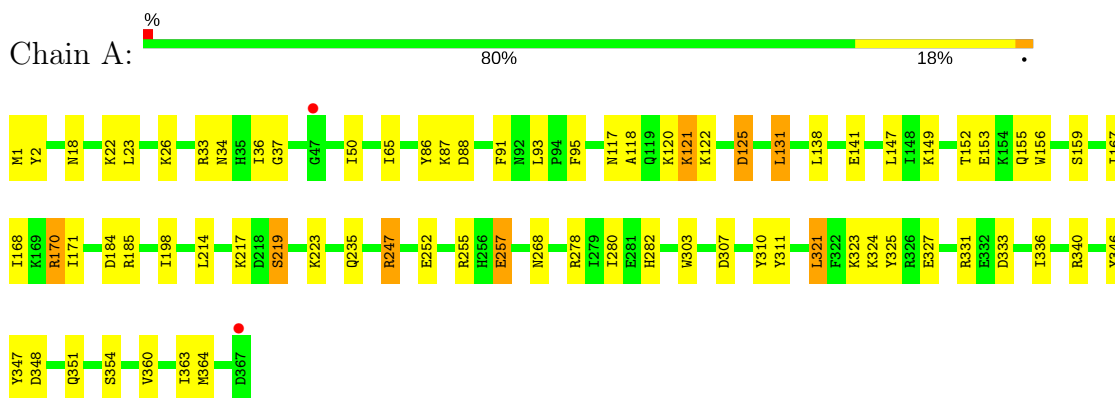 %
Chain A:
80% 18% •
M1 Y2 N18 K22 L23 K26 R33 N34 H35 I36 G37 G47 I50 I65 Y86 K87 D88 F91 N92 L93 P94 F95 N117 A118 Q119 K120 K121 K122 D125 L131 L138 E141 L147 I148 K149 T152 E153 K154 Q155 W156 S159 I167
I168 K169 R170 I171 D184 R185 I198 L214 K217 D218 S219 K223 Q235 R247 E252 R255 H256 E257 N268 R278 I279 I280 E281 H282 W303 D307 Y310 Y311 L321 F322 K323 K324 Y325 R326 E327 R331 E332 D333 I336 R340 Y346
Y347 D348 Q351 S354 V360 I363 M364 D367